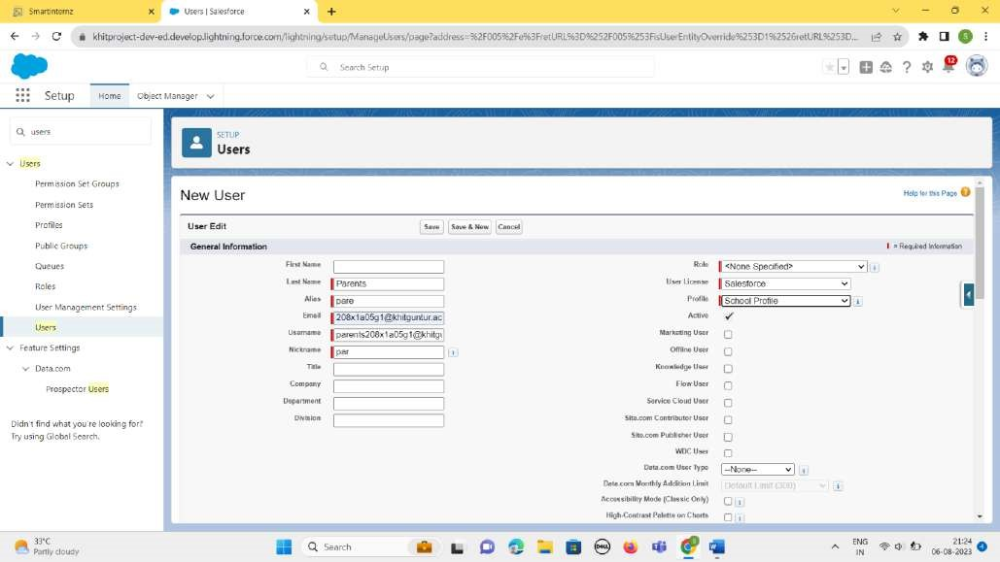 Smartinternz
Users | Salesforce
khitproject-dev-ed.develop.lightning.force.com/lightning/setup/ManageUsers/page?address=%2F005%2Fe%3FretURL%3D%252F005%253FisUserEntityOverride%253D1%2526retURL%253D...
S
Search Setup
12
Setup
Home
Object Manager
users
Users
Permission Set Groups
Permission Sets
Profiles
Public Groups
Queues
Roles
User Management Settings
Users
Feature Settings
Data.com
Prospector Users
Didn't find what you're looking for?
Try using Global Search.
SETUP
Users
New User
Help for this Page
User Edit
Save
Save & New
Cancel
General Information
= Required Information
First Name
Last Name
Parents
Alias
pare
Email
208x1a05g1@khitguntur.ac
Username
parents208x1a05g1@khitgu
Nickname
par
Title
Company
Department
Division
Role
<None Specified>
User License
Salesforce
Profile
School Profile
Active
Marketing User
Offline User
Knowledge User
Flow User
Service Cloud User
Site.com Contributor User
Site.com Publisher User
WDC User
Data.com User Type
--None--
Data.com Monthly Addition Limit
Default Limit (300)
Accessibility Mode (Classic Only)
High-Contrast Palette on Charts
33°C
Partly cloudy
Search
DELL
ENG
IN
21:24
06-08-2023
4